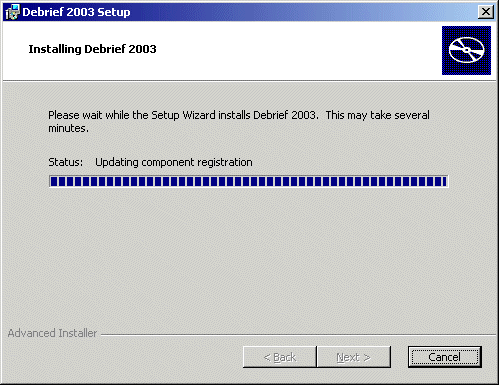 Debrief 2003 Setup
Installing Debrief 2003
Please wait while the Setup Wizard installs Debrief 2003.  This may take several
minutes.
Status:    Updating component registration
Advanced Installer
< Back    Next >    Cancel